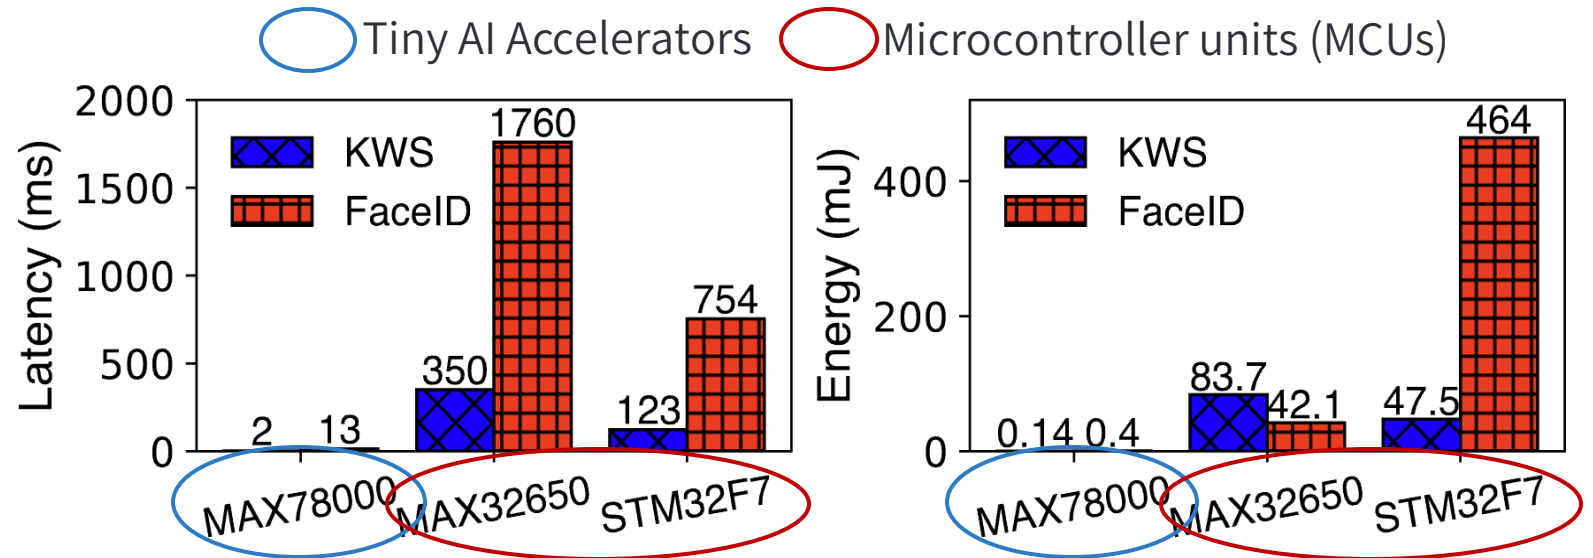 Tiny AI Accelerators
Microcontroller units (MCUs)
Latency (ms)
2000
1500
1000
500
0
KWS
FaceID
2
13
350
1760
123
754
MAX78000
MAX32650
STM32F7
Energy (mJ)
400
200
0
KWS
FaceID
0.14
0.4
83.7
42.1
47.5
464
MAX78000
MAX32650
STM32F7